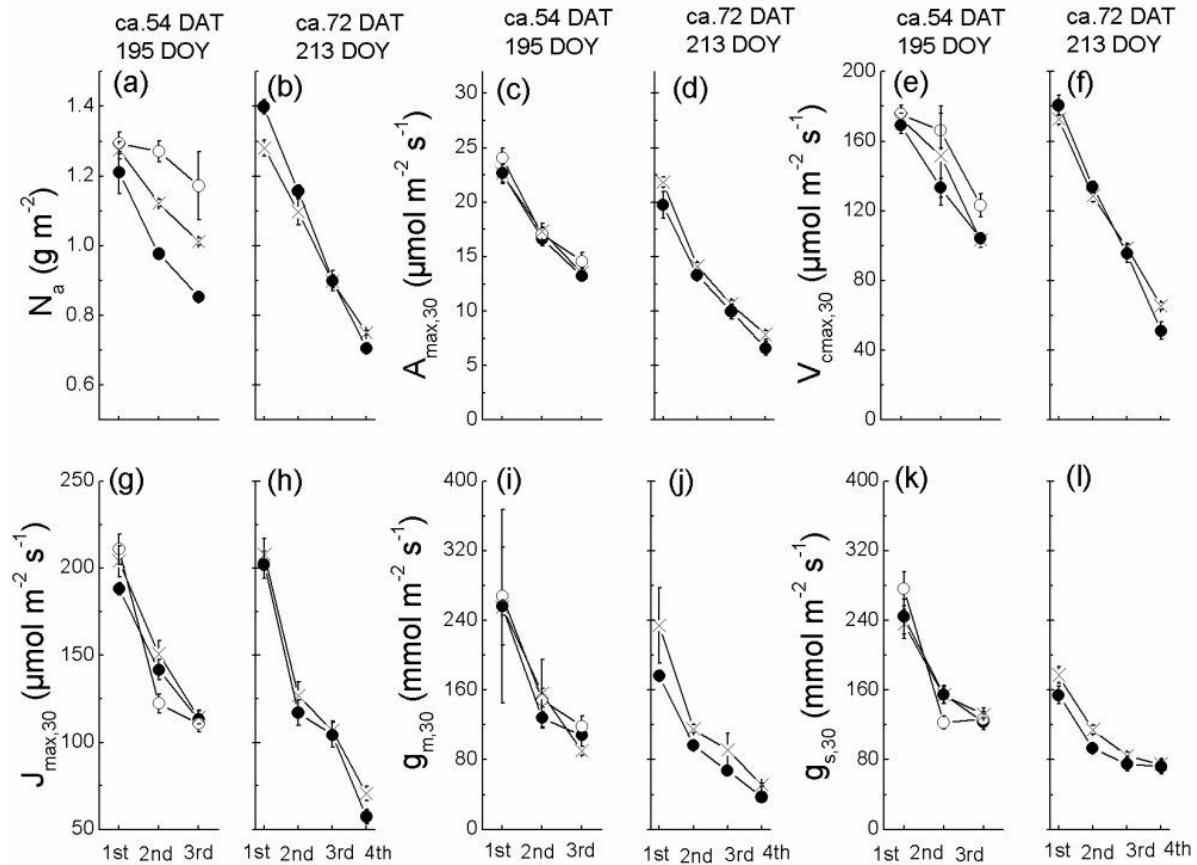 ca.54 DAT
195 DOY
ca.72 DAT
213 DOY
ca.54 DAT
195 DOY
ca.72 DAT
213 DOY
ca.54 DAT
195 DOY
ca.72 DAT
213 DOY
(a)
(b)
(c)
(d)
(e)
(f)
Na (g m-2)
1.4
1.2
1.0
0.8
0.6
Amax,30 (µmol m-2 s-1)
30
25
20
15
10
5
0
Vcmax,30 (µmol m-2 s-1)
200
160
120
80
40
0
(g)
(h)
(i)
(j)
(k)
(l)
Jmax,30 (µmol m-2 s-1)
250
200
150
100
50
gm,30 (mmol m-2 s-1)
400
320
240
160
80
0
gs,30 (mmol m-2 s-1)
400
320
240
160
80
0
1st 2nd 3rd
1st 2nd 3rd 4th
1st 2nd 3rd
1st 2nd 3rd 4th
1st 2nd 3rd
1st 2nd 3rd 4th